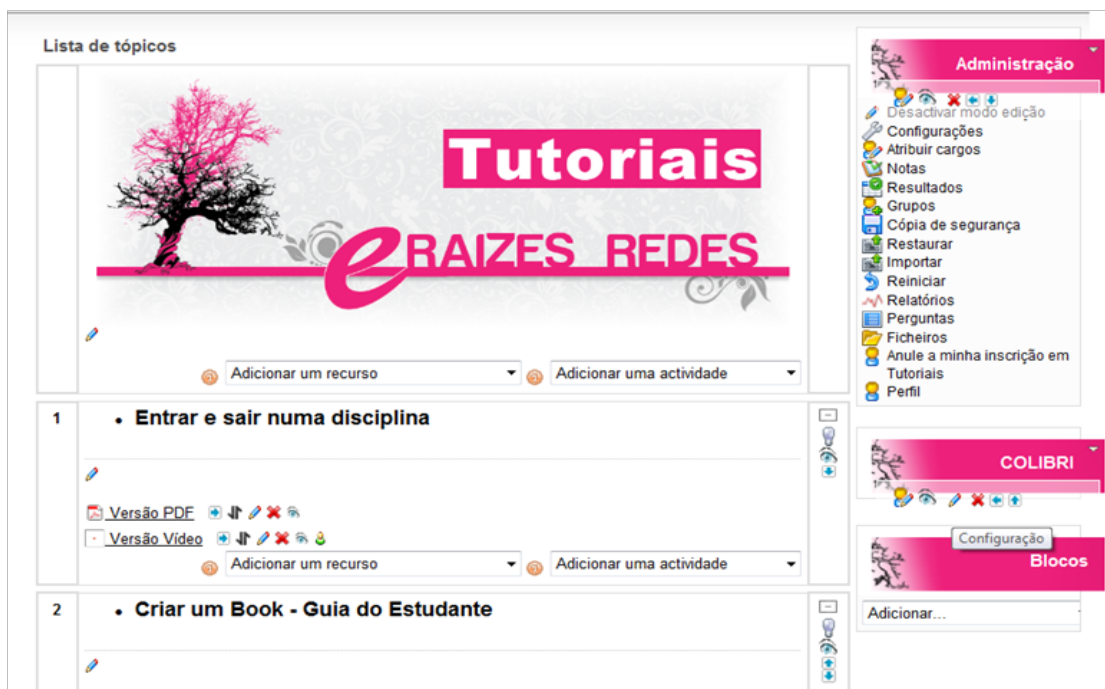 Lista de tópicos
Tutoriais
eRAIZES REDES
Adicionar um recurso
Adicionar uma actividade
1
• Entrar e sair numa disciplina
Versão PDF
Versão Vídeo
Adicionar um recurso
Adicionar uma actividade
2
• Criar um Book - Guia do Estudante
Administração
Desactivar modo edição
Configurações
Atribuir cargos
Notas
Resultados
Grupos
Cópia de segurança
Restaurar
Importar
Reiniciar
Relatórios
Perguntas
Ficheiros
Anule a minha inscrição em
Tutoriais
Perfil
COLIBRI
Configuração
Blocos
Adicionar...